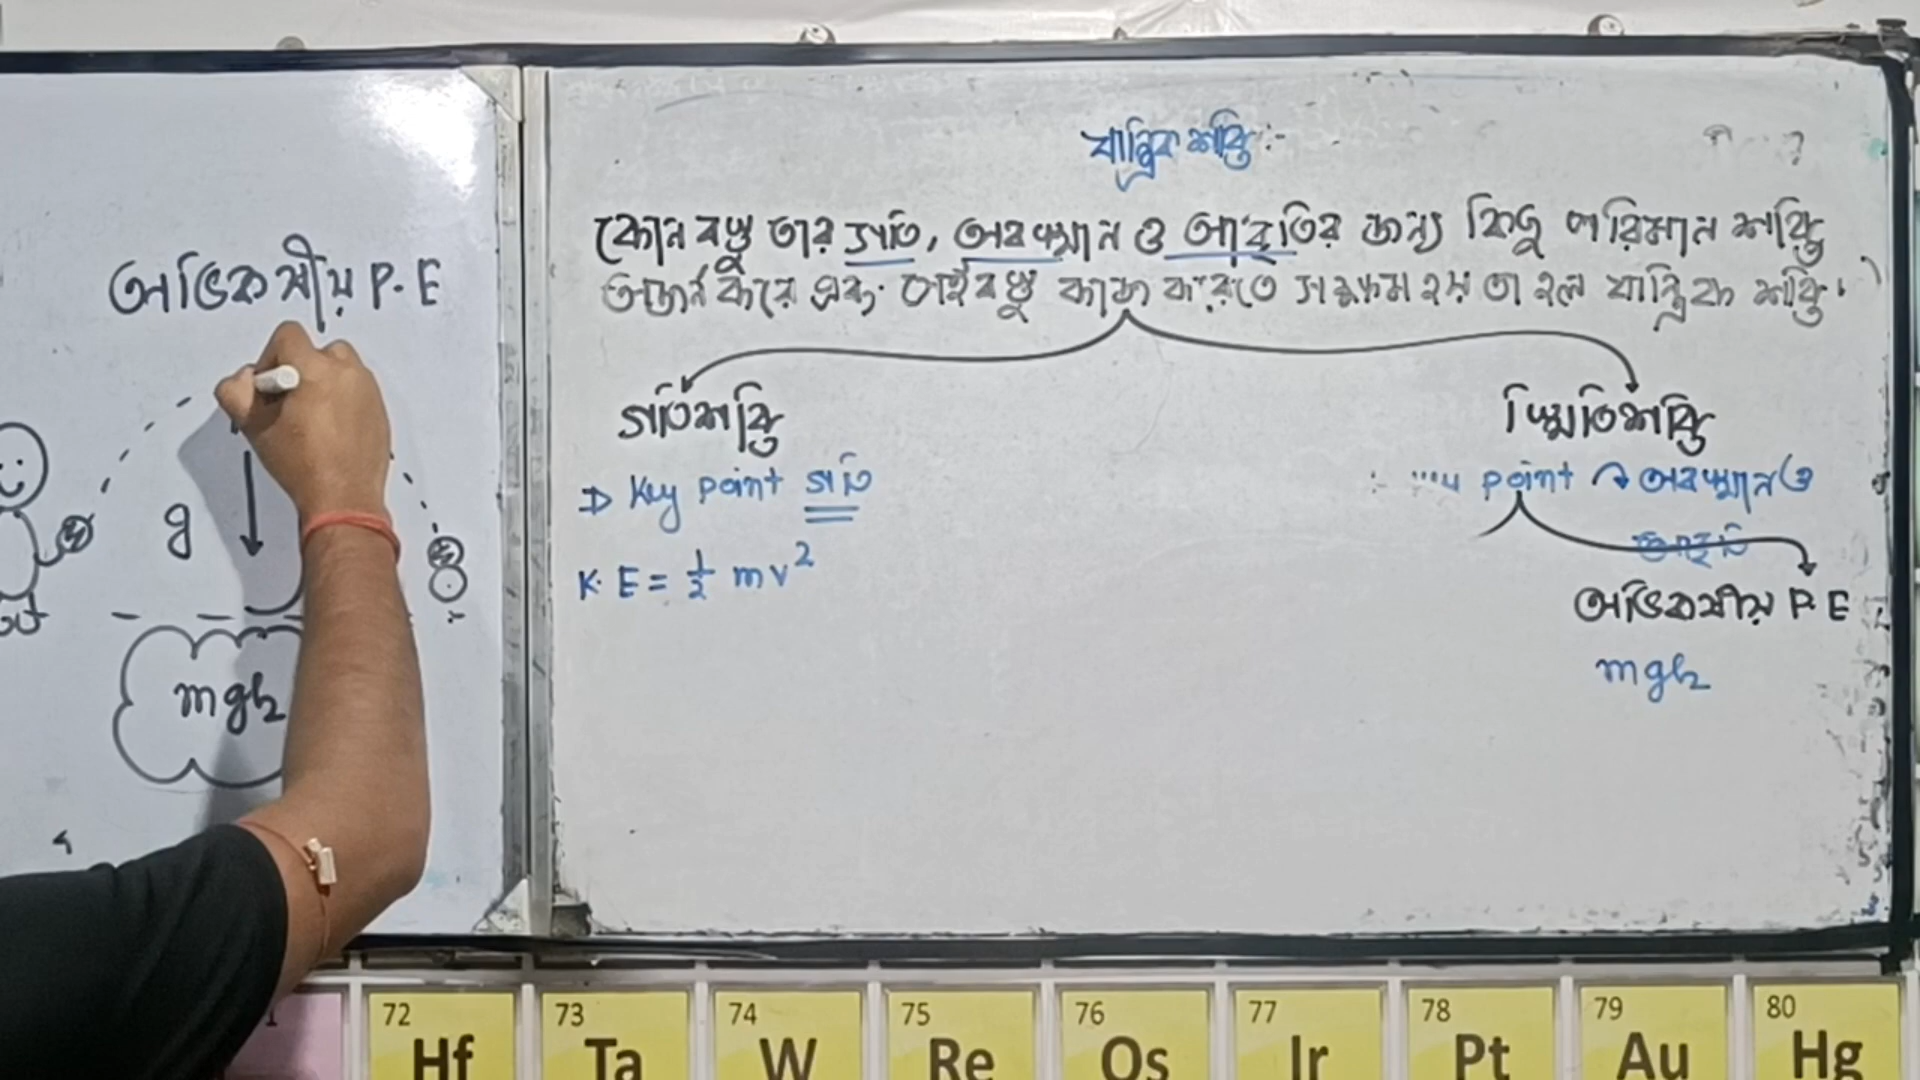 অভিকর্ষীয় P.E
g
mgh
যান্ত্রিক শক্তি :-
কোন বস্তু তার গতি, অবস্থান ও আকৃতির জন্য কিছু পরিমান শক্তি
অর্জন করে এবং সেই বস্তু কাজ করতে সক্ষম হয় তা হল যান্ত্রিক শক্তি।
গতিশক্তি
স্থিতিশক্তি
Key point গতি
point → অবস্থান ও
আকৃতি
K.E = ½ mv²
অভিকর্ষীয় P.E
mgh
72 73 74 75 76 77 78 79 80
Hf Ta W Re Os Ir Pt Au Hg